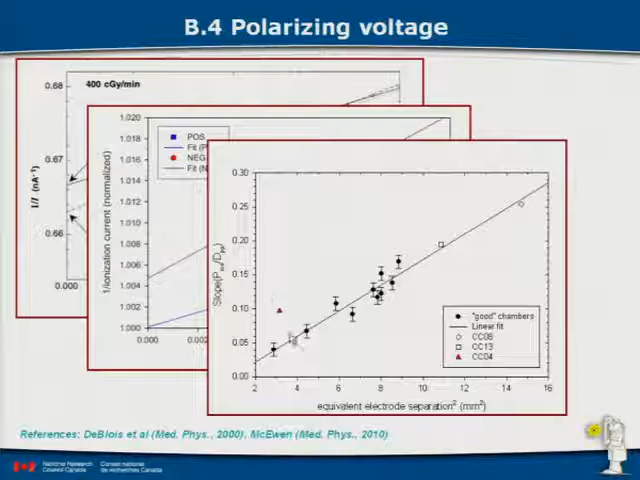 B.4 Polarizing voltage
0.68
400 cGy/min
0.67
0.66
1/I (nA⁻¹)
0.000
1.020
1.018
1.016
1.014
1.012
1.010
1.008
1.006
1.004
1.002
1.000
1/ionization current (normalized)
POS
Fit (P
NEG
Fit (N
0.000
0.002
0.30
0.25
0.20
0.15
0.10
0.05
0.00
"good" chambers
Linear fit
CC13
CC04
2 4 6 8 10 12 14 16
equivalent electrode separation² (mm²)
References: DeBlois et al (Med. Phys., 2000), McEwen (Med. Phys., 2010)
National Research Conseil national
Council Canada de recherches Canada